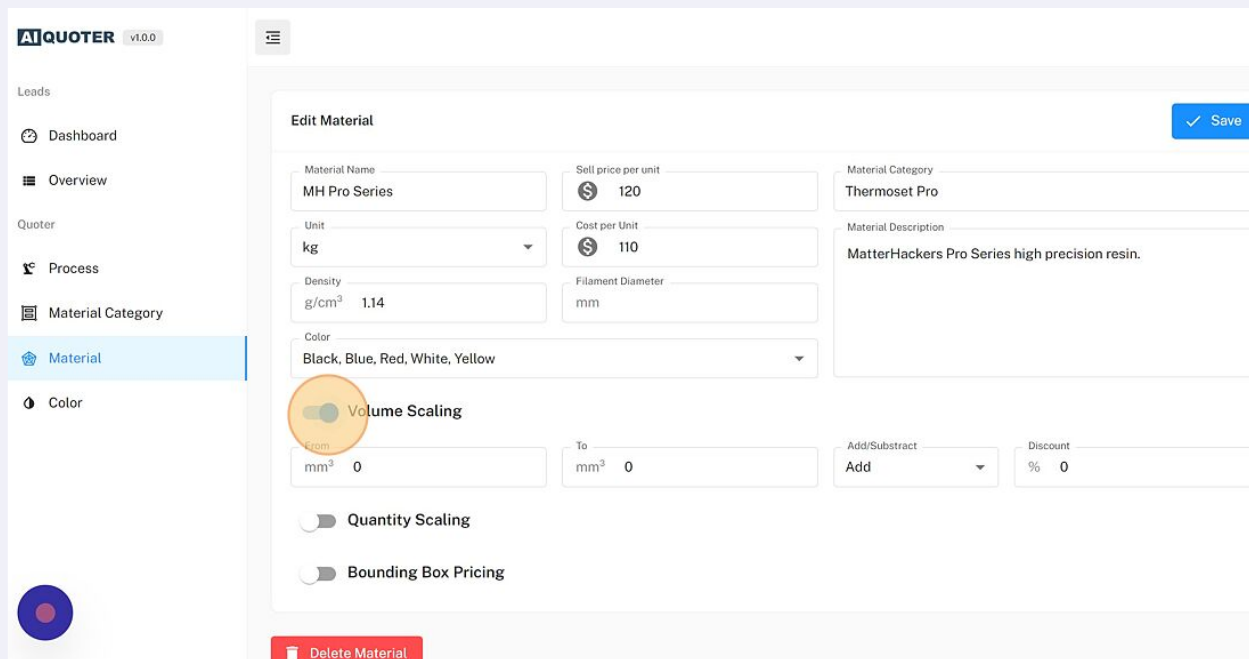 AIQUOTER v1.0.0
Leads
Dashboard
Overview
Quoter
Process
Material Category
Material
Color
Edit Material
Save
Material Name
MH Pro Series
Sell price per unit
120
Material Category
Thermoset Pro
Unit
kg
Cost per Unit
110
Material Description
MatterHackers Pro Series high precision resin.
Density
g/cm³ 1.14
Filament Diameter
mm
Color
Black, Blue, Red, White, Yellow
Volume Scaling
From
mm³ 0
To
mm³ 0
Add/Substract
Add
Discount
% 0
Quantity Scaling
Bounding Box Pricing
Delete Material